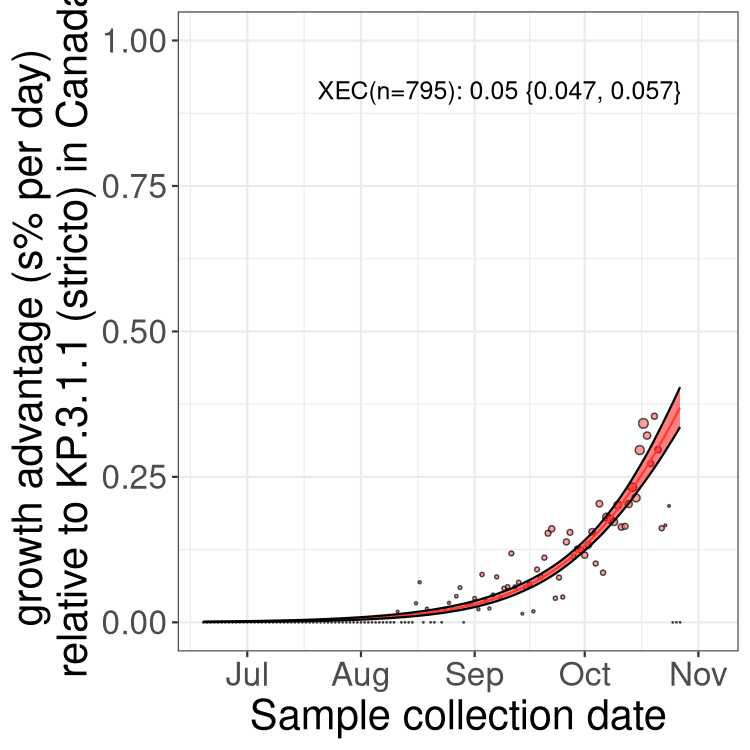 growth advantage (s% per day)
relative to KP.3.1.1 (stricto) in Canada
1.00
XEC(n=795): 0.05 {0.047, 0.057}
0.75
0.50
0.25
0.00
Jul Aug Sep Oct Nov
Sample collection date